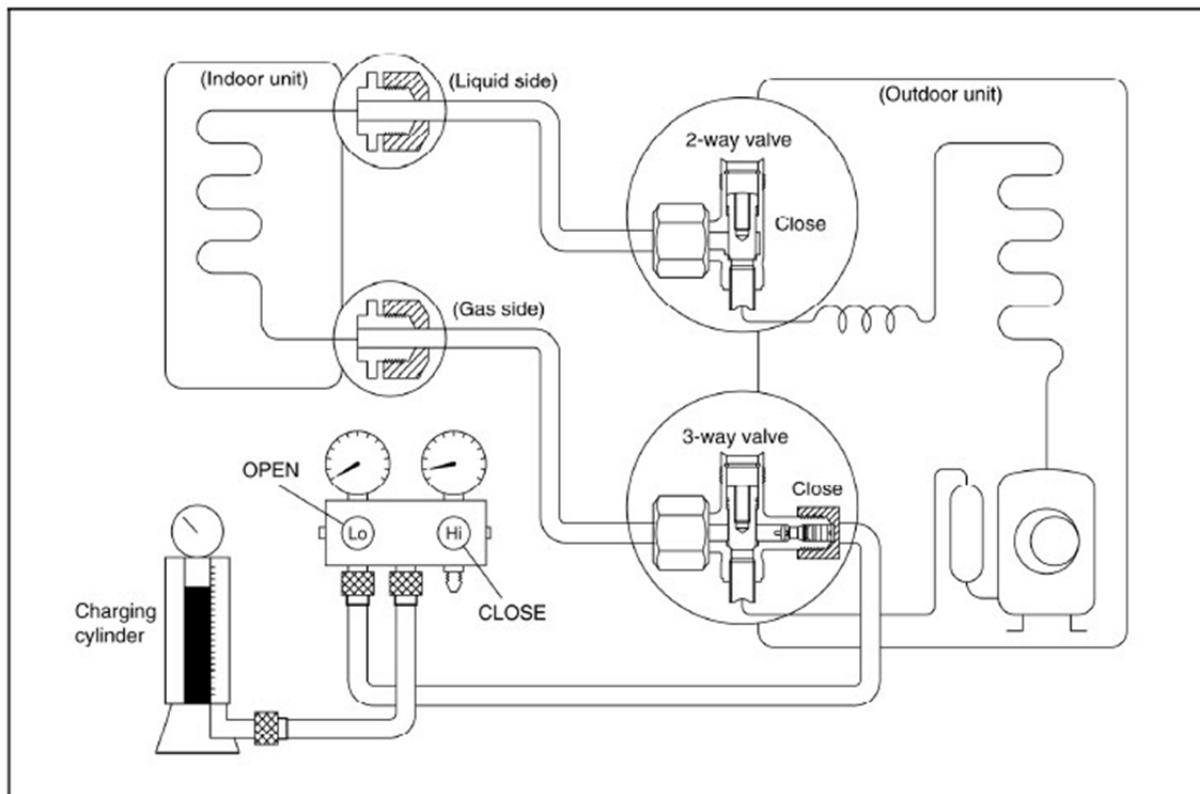 (Indoor unit)
(Liquid side)
(Outdoor unit)
2-way valve
Close
(Gas side)
3-way valve
Close
OPEN
Lo
Hi
CLOSE
Charging
cylinder